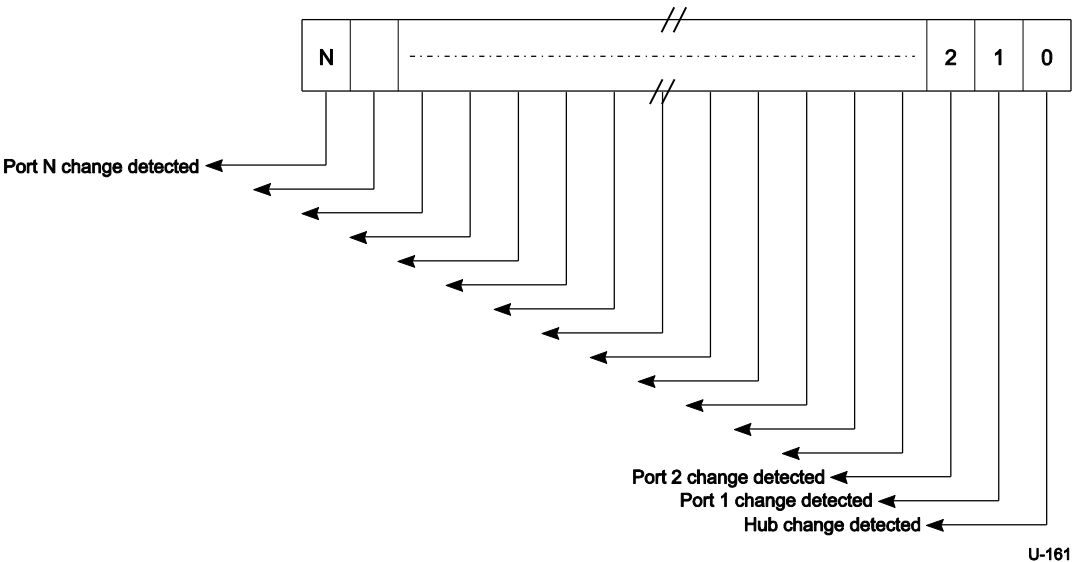 N 2 1 0
Port N change detected
Port 2 change detected
Port 1 change detected
Hub change detected
U-161